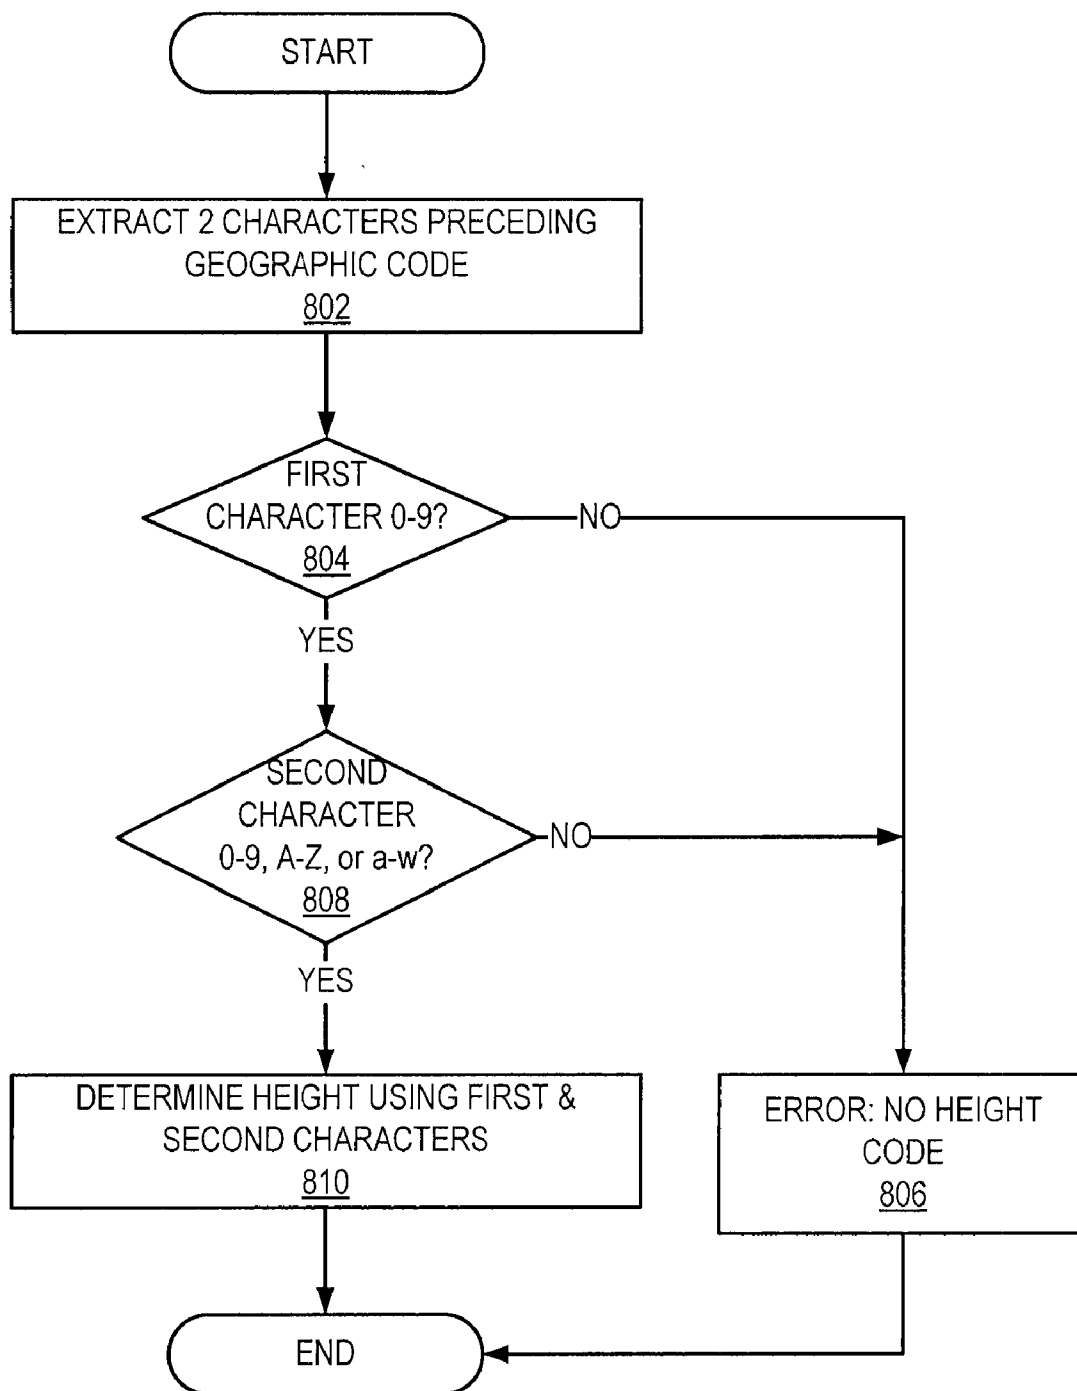 START
EXTRACT 2 CHARACTERS PRECEDING
GEOGRAPHIC CODE
802
FIRST
CHARACTER 0-9?
804
NO
YES
SECOND
CHARACTER
0-9, A-Z, or a-w?
808
NO
YES
DETERMINE HEIGHT USING FIRST &
SECOND CHARACTERS
810
ERROR: NO HEIGHT
CODE
806
END